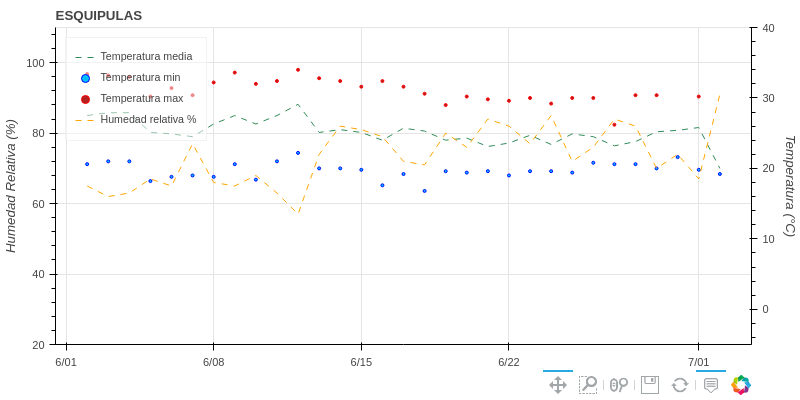 ESQUIPULAS
Temperatura media
Temperatura min
Temperatura max
Humedad relativa %
Humedad Relativa (%)
100
80
60
40
20
40
30
20
10
0
Temperatura (°C)
6/01
6/08
6/15
6/22
7/01